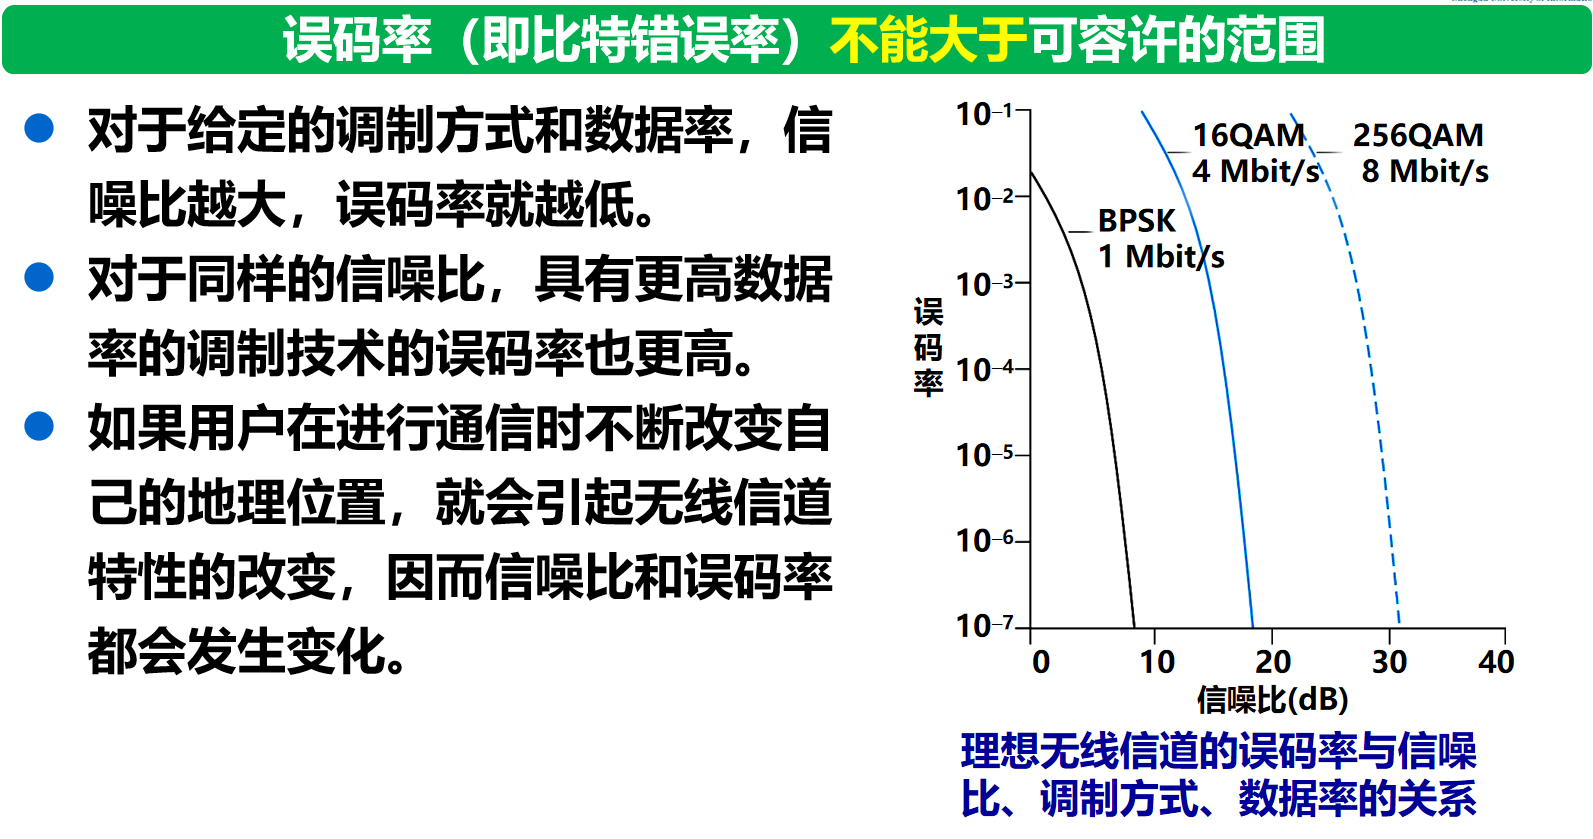 误码率（即比特错误率）不能大于可容许的范围
对于给定的调制方式和数据率，信
噪比越大，误码率就越低。
对于同样的信噪比，具有更高数据
率的调制技术的误码率也更高。
如果用户在进行通信时不断改变自
己的地理位置，就会引起无线信道
特性的改变，因而信噪比和误码率
都会发生变化。
误码率
10–1
10–2
10–3
10–4
10–5
10–6
10–7
BPSK
1 Mbit/s
16QAM
4 Mbit/s
256QAM
8 Mbit/s
0 10 20 30 40
信噪比(dB)
理想无线信道的误码率与信噪
比、调制方式、数据率的关系